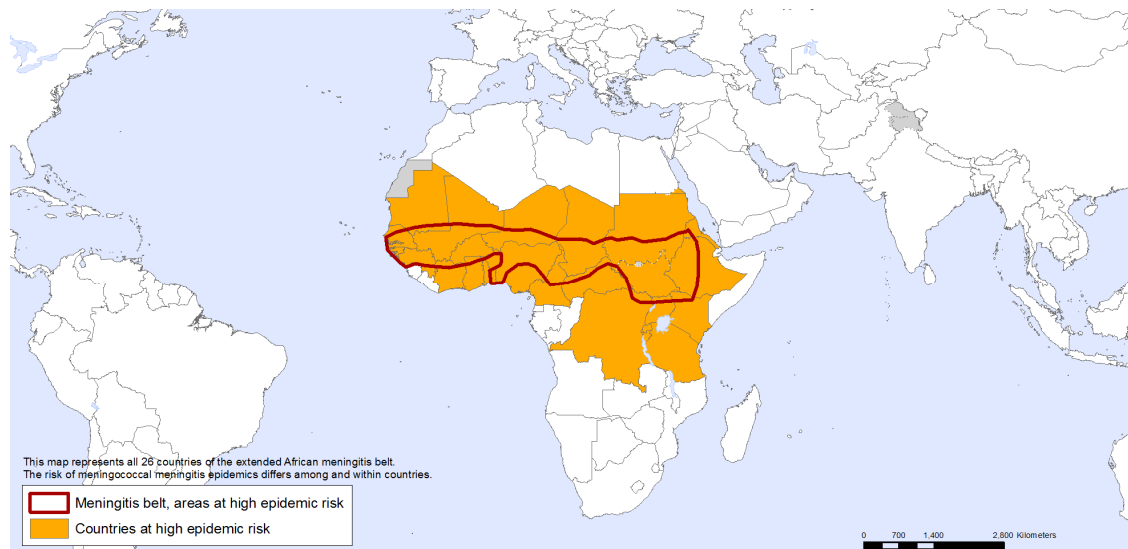 This map represents all 26 countries of the extended African meningitis belt.
The risk of meningococcal meningitis epidemics differs among and within countries.
Meningitis belt, areas at high epidemic risk
Countries at high epidemic risk
0 700 1,400 2,800 Kilometers